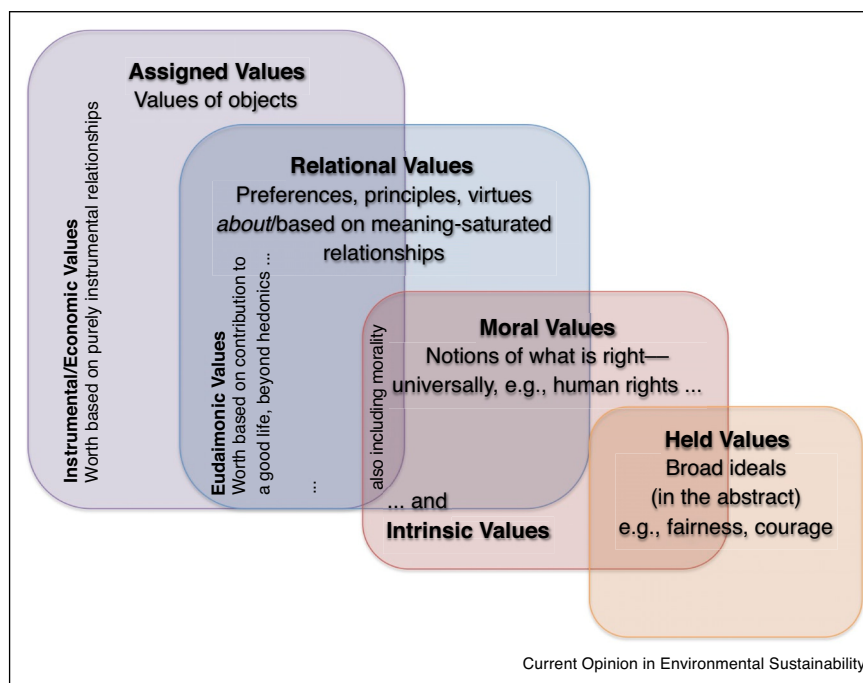 Assigned Values
Values of objects
Instrumental/Economic Values
Worth based on purely instrumental relationships
Relational Values
Preferences, principles, virtues
about/based on meaning-saturated
relationships
Eudaimonic Values
Worth based on contribution to
a good life, beyond hedonics ...
...
also including morality
Moral Values
Notions of what is right—
universally, e.g., human rights ...
... and
Intrinsic Values
Held Values
Broad ideals
(in the abstract)
e.g., fairness, courage
Current Opinion in Environmental Sustainability